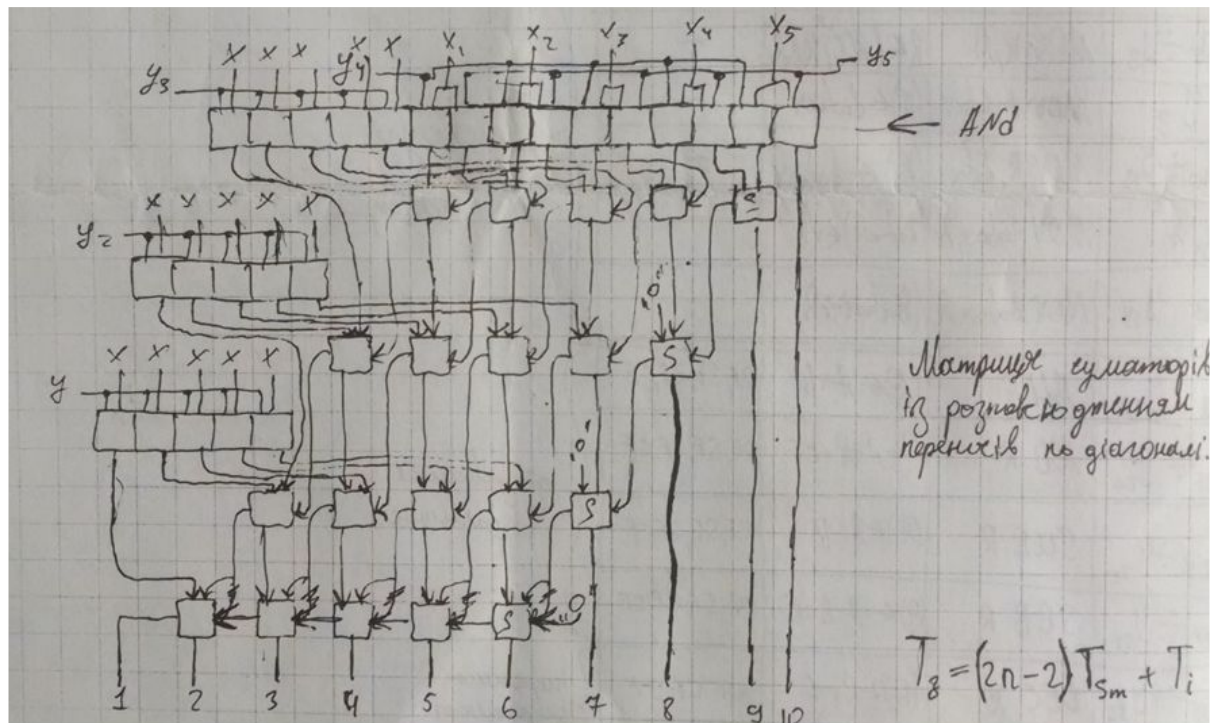 x x x x x x₁ x₂ x₃ x₄ x₅
y₃ y₄ y₅
← ANd
x x x x x
y₂
"0"
S
x x x x x
y
"0"
S
Матриця суматорів
із розповсюдженням
переносів по діагоналі.
S "0"
1 2 3 4 5 6 7 8 9 10
T₈ = (2n-2) Tsm + Ti